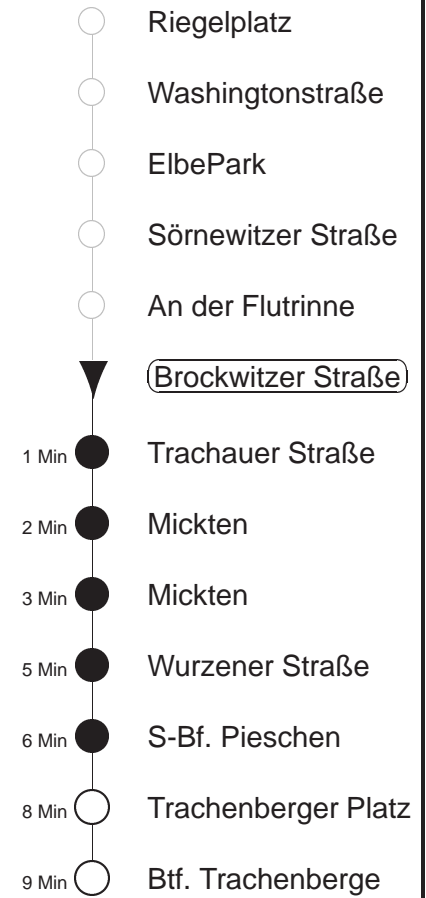 Riegelplatz
Washingtonstraße
ElbePark
Sörnewitzer Straße
An der Flutrinne
Brockwitzer Straße
1 Min Trachauer Straße
2 Min Mickten
3 Min Mickten
5 Min Wurzener Straße
6 Min S-Bf. Pieschen
8 Min Trachenberger Platz
9 Min Btf. Trachenberge